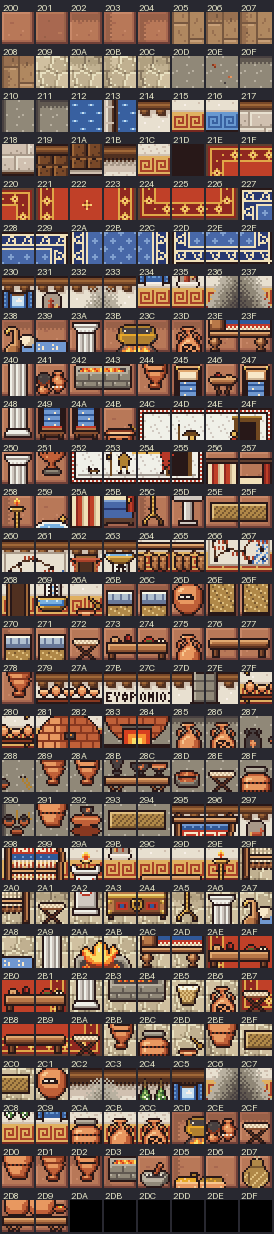 200 201 202 203 204 205 206 207
208 209 20A 20B 20C 20D 20E 20F
210 211 212 213 214 215 216 217
218 219 21A 21B 21C 21D 21E 21F
220 221 222 223 224 225 226 227
228 229 22A 22B 22C 22D 22E 22F
230 231 232 233 234 235 236 237
238 239 23A 23B 23C 23D 23E 23F
240 241 242 243 244 245 246 247
248 249 24A 24B 24C 24D 24E 24F
250 251 252 253 254 255 256 257
258 259 25A 25B 25C 25D 25E 25F
260 261 262 263 264 265 266 267
268 269 26A 26B 26C 26D 26E 26F
270 271 272 273 274 275 276 277
278 279 27A 27B 27C 27D 27E 27F
ΕΥΦΡΟΝΙΟΣ
280 281 282 283 284 285 286 287
288 289 28A 28B 28C 28D 28E 28F
290 291 292 293 294 295 296 297
298 299 29A 29B 29C 29D 29E 29F
2A0 2A1 2A2 2A3 2A4 2A5 2A6 2A7
2A8 2A9 2AA 2AB 2AC 2AD 2AE 2AF
2B0 2B1 2B2 2B3 2B4 2B5 2B6 2B7
2B8 2B9 2BA 2BB 2BC 2BD 2BE 2BF
2C0 2C1 2C2 2C3 2C4 2C5 2C6 2C7
2C8 2C9 2CA 2CB 2CC 2CD 2CE 2CF
2D0 2D1 2D2 2D3 2D4 2D5 2D6 2D7
2D8 2D9 2DA 2DB 2DC 2DD 2DE 2DF